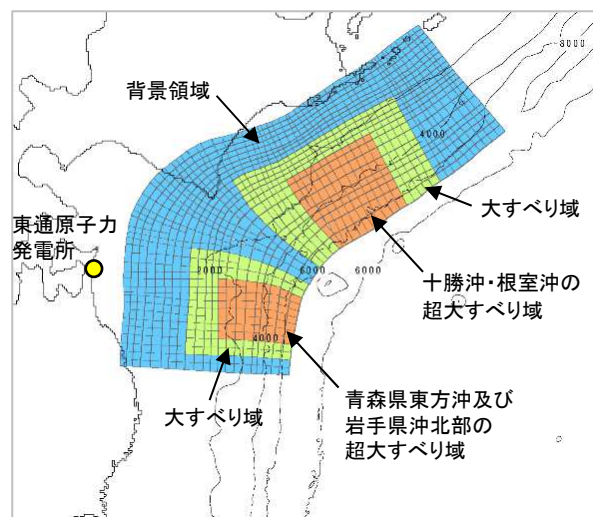 8000
背景領域
4000
大すべり域
東通原子力
発電所
2000
6000
6000
十勝沖・根室沖の
超大すべり域
4000
大すべり域
青森県東方沖及び
岩手県沖北部の
超大すべり域